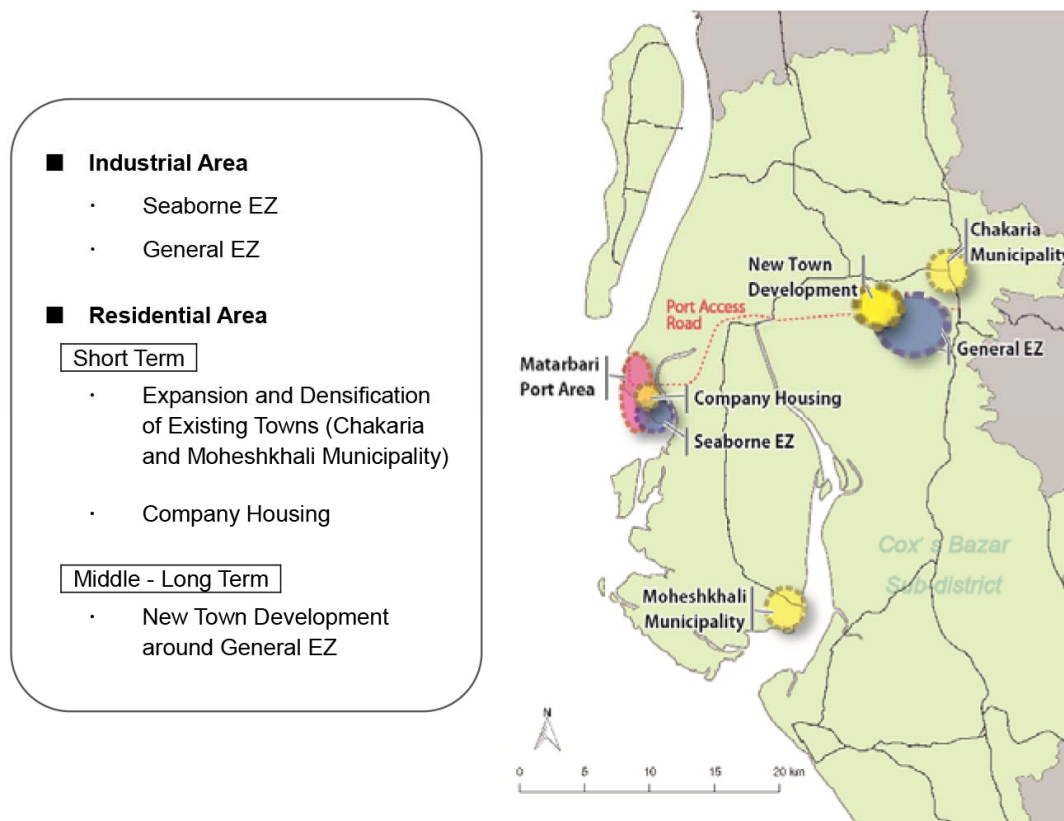 ■ Industrial Area
· Seaborne EZ
· General EZ
■ Residential Area
Short Term
· Expansion and Densification
of Existing Towns (Chakaria
and Moheshkhali Municipality)
· Company Housing
Middle - Long Term
· New Town Development
around General EZ
Chakaria
Municipality
New Town
Development
Port Access
Road
General EZ
Matarbari
Port Area
Company Housing
Seaborne EZ
Cox' s Bazar
Sub-district
Moheshkhali
Municipality
N
0 5 10 15 20 km